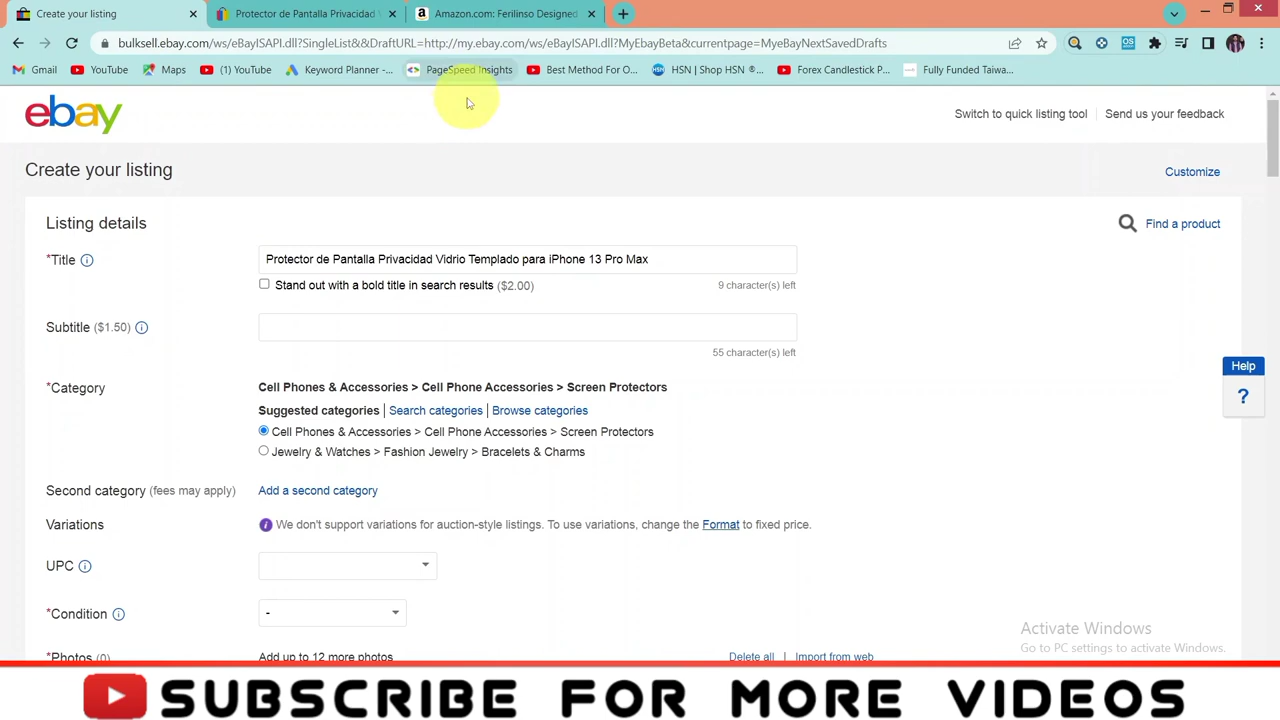 Create your listing
Protector de Pantalla Privacidad
Amazon.com: Ferilinso Designed
bulksell.ebay.com/ws/eBayISAPI.dll?SingleList&&DraftURL=http://my.ebay.com/ws/eBayISAPI.dll?MyEbayBeta&currentpage=MyeBayNextSavedDrafts
Gmail YouTube Maps (1) YouTube Keyword Planner -... PageSpeed Insights Best Method For O... HSN | Shop HSN ®... Forex Candlestick P... Fully Funded Taiwa...
ebay
Switch to quick listing tool
Send us your feedback
Create your listing
Customize
Listing details
Find a product
*Title
Protector de Pantalla Privacidad Vidrio Templado para iPhone 13 Pro Max
Stand out with a bold title in search results ($2.00)
9 character(s) left
Subtitle ($1.50)
55 character(s) left
Help
?
*Category
Cell Phones & Accessories > Cell Phone Accessories > Screen Protectors
Suggested categories | Search categories | Browse categories
Cell Phones & Accessories > Cell Phone Accessories > Screen Protectors
Jewelry & Watches > Fashion Jewelry > Bracelets & Charms
Second category (fees may apply)
Add a second category
Variations
We don't support variations for auction-style listings. To use variations, change the Format to fixed price.
UPC
*Condition
-
Activate Windows
Go to PC settings to activate Windows.
*Photos (0)
Add up to 12 more photos
Delete all | Import from web
SUBSCRIBE FOR MORE VIDEOS